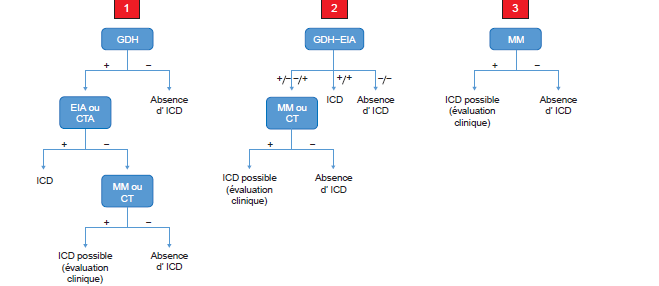 1
GDH
+
–
EIA ou
CTA
Absence
d' ICD
+
–
ICD
MM ou
CT
+
–
ICD possible
(évaluation
clinique)
Absence
d' ICD
2
GDH–EIA
+/– –/+
+/+
–/–
MM ou
CT
ICD
Absence
d' ICD
+
–
ICD possible
(évaluation
clinique)
Absence
d' ICD
3
MM
+
–
ICD possible
(évaluation
clinique)
Absence
d' ICD